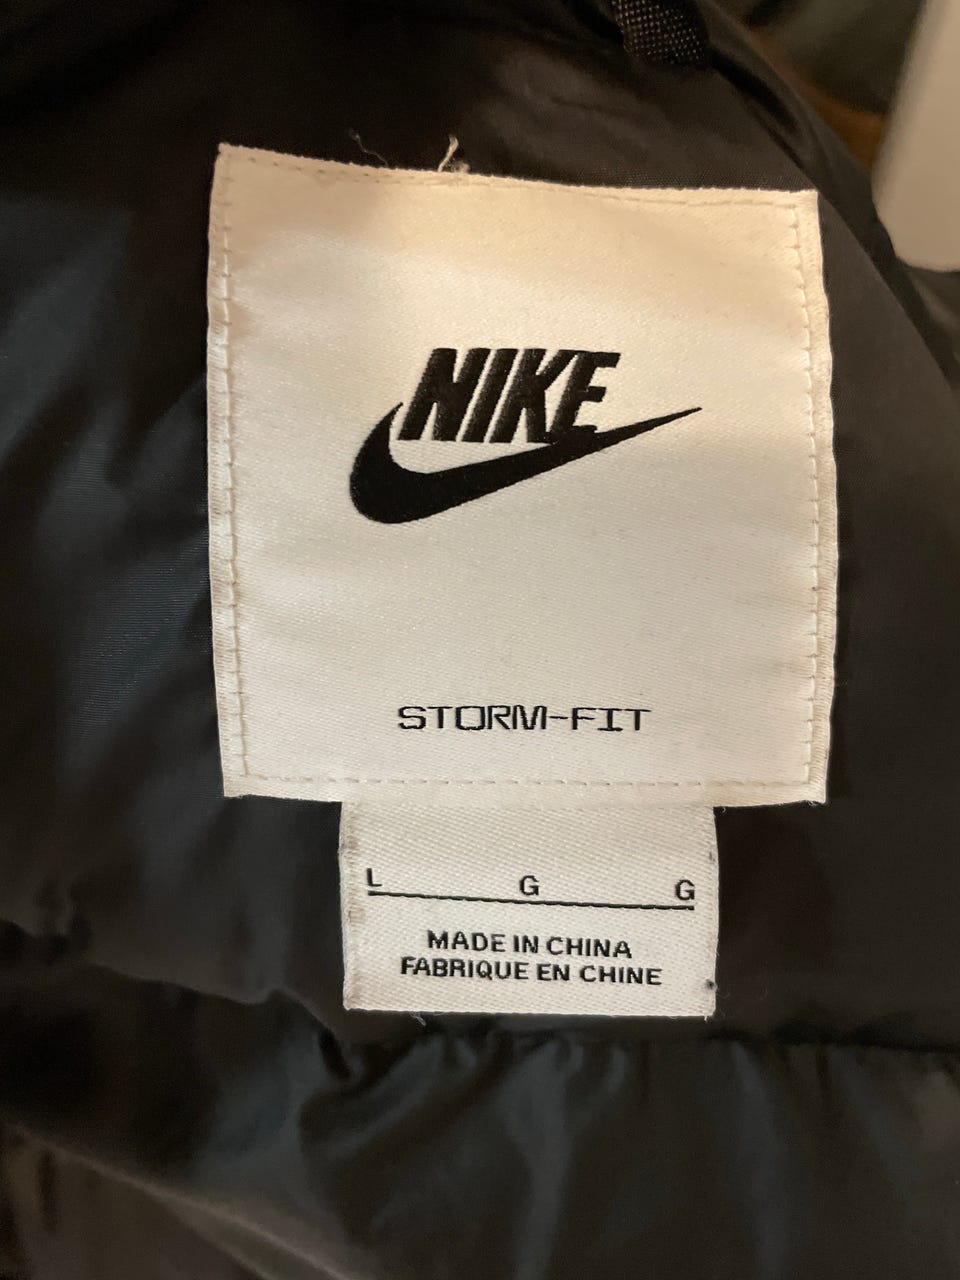 NIKE
STORM-FIT
L G G
MADE IN CHINA
FABRIQUE EN CHINE